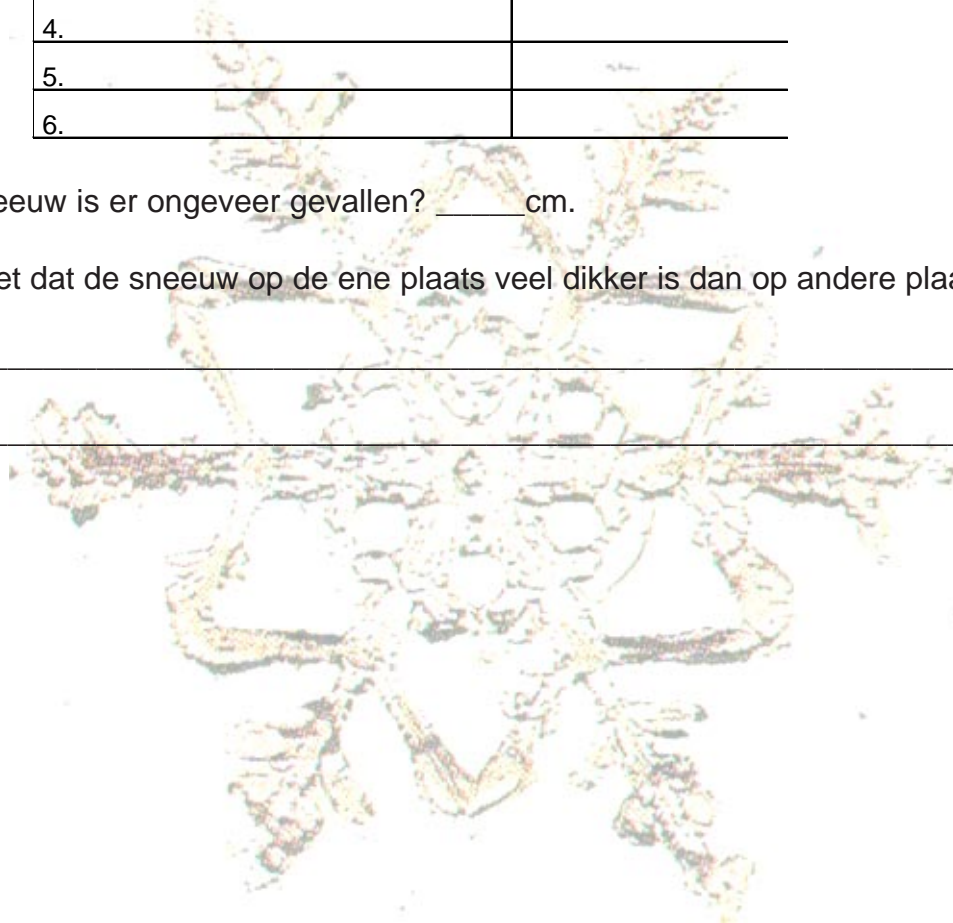 4.
5.
6.
eeuw is er ongeveer gevallen? _____cm.
et dat de sneeuw op de ene plaats veel dikker is dan op andere plaa